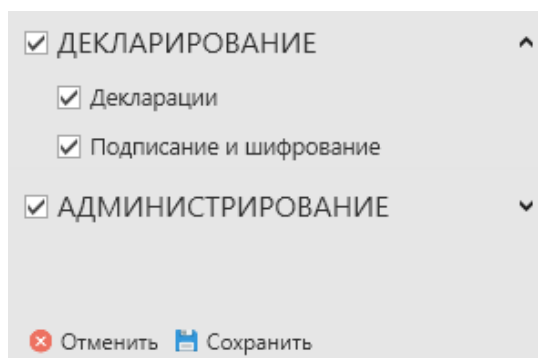 ДЕКЛАРИРОВАНИЕ
Декларации
Подписание и шифрование
АДМИНИСТРИРОВАНИЕ
Отменить Сохранить